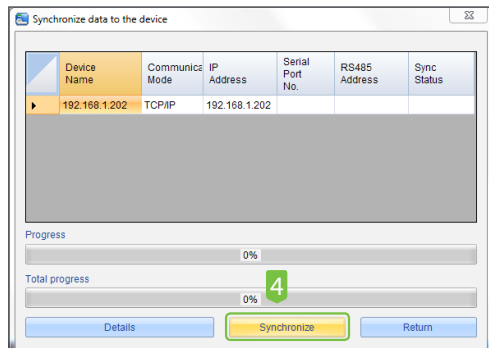 Synchronize data to the device
Device Name
Communica Mode
IP Address
Serial Port No.
RS485 Address
Sync Status
192.168.1.202 TCP/IP 192.168.1.202
Progress
0%
Total progress
0%
4
Details Synchronize Return